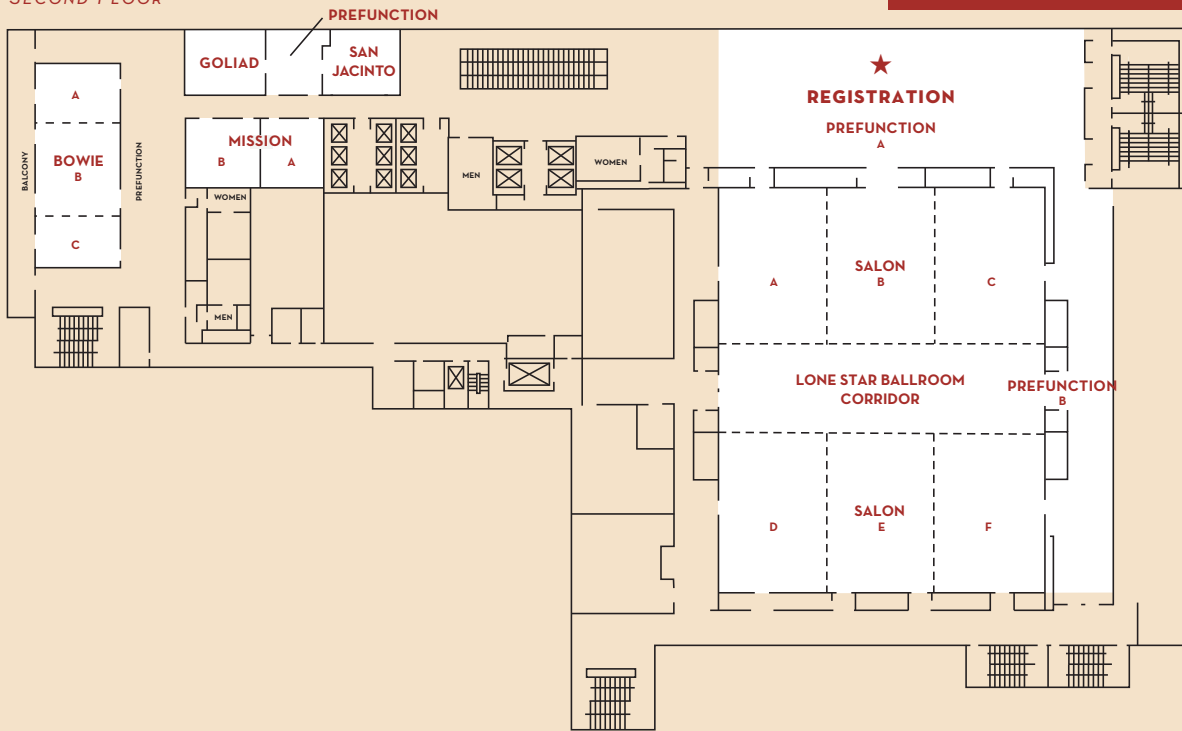 SECOND FLOOR
PREFUNCTION
GOLIAD
SAN
JACINTO
REGISTRATION
PREFUNCTION
A
A
BOWIE
B
C
BALCONY
PREFUNCTION
MISSION
B
A
WOMEN
MEN
MEN
WOMEN
A
SALON
B
C
LONE STAR BALLROOM
CORRIDOR
PREFUNCTION
B
D
SALON
E
F